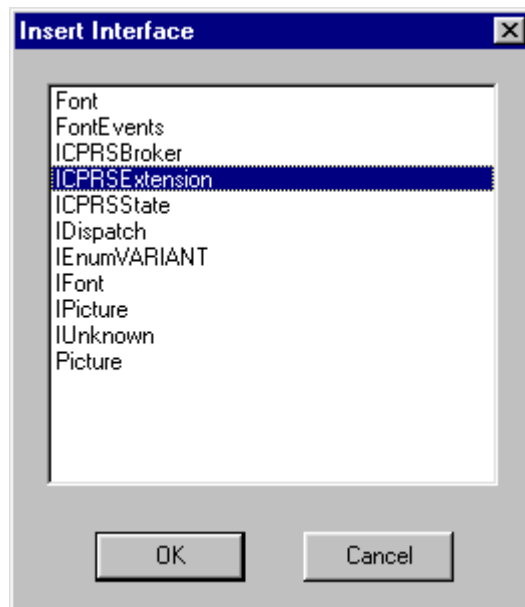 Insert Interface
Font
FontEvents
ICPRSBroker
ICPRSExtension
ICPRSState
IDispatch
IEnumVARIANT
IFont
IPicture
IUnknown
Picture
OK
Cancel